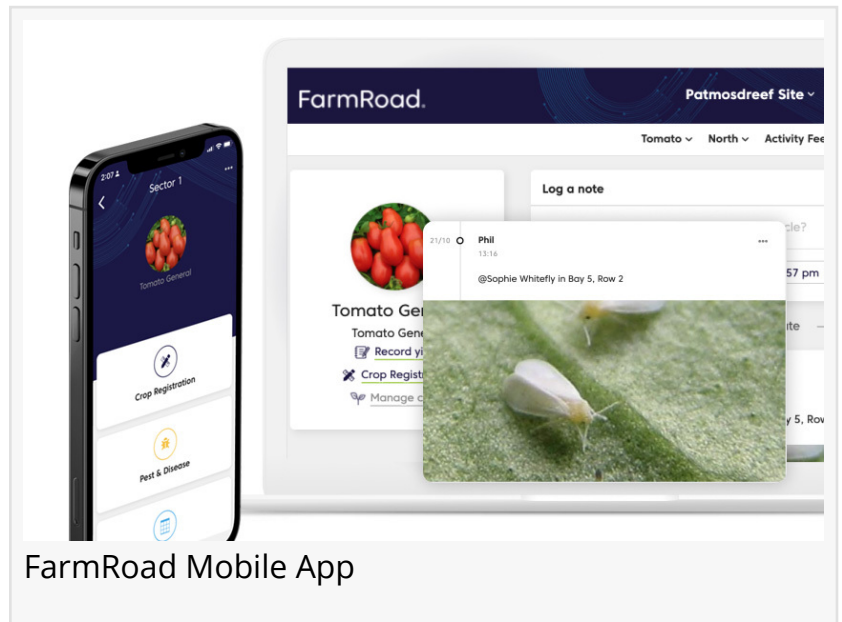 2:07
Sector 1
Tomato General
Crop Registration
Pest & Disease
FarmRoad.
Patmosdreef Site
Tomato
North
Activity Fee
Log a note
cle?
57 pm
21/10
Phil
13:16
@Sophie Whitefly in Bay 5, Row 2
Tomato Ge
Tomato Gene
Record yi
Crop Regist
Manage c
y 5, Row
FarmRoad Mobile App